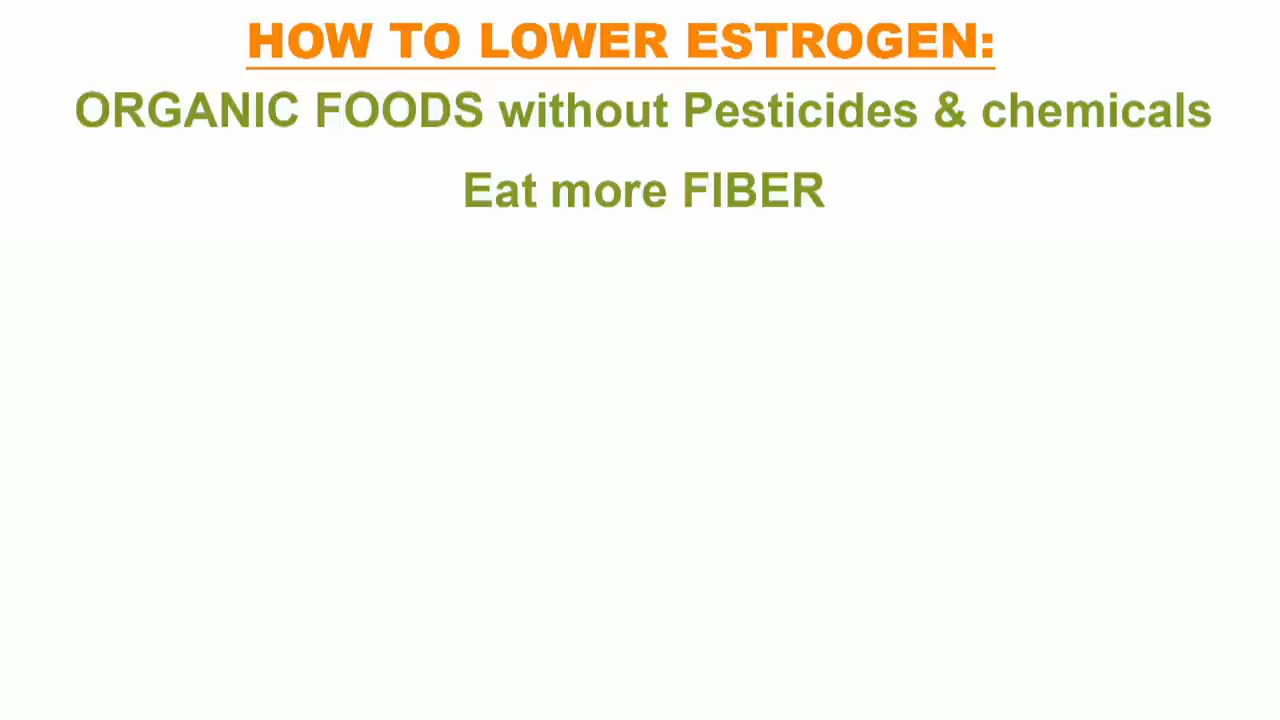 HOW TO LOWER ESTROGEN:
ORGANIC FOODS without Pesticides & chemicals
Eat more FIBER